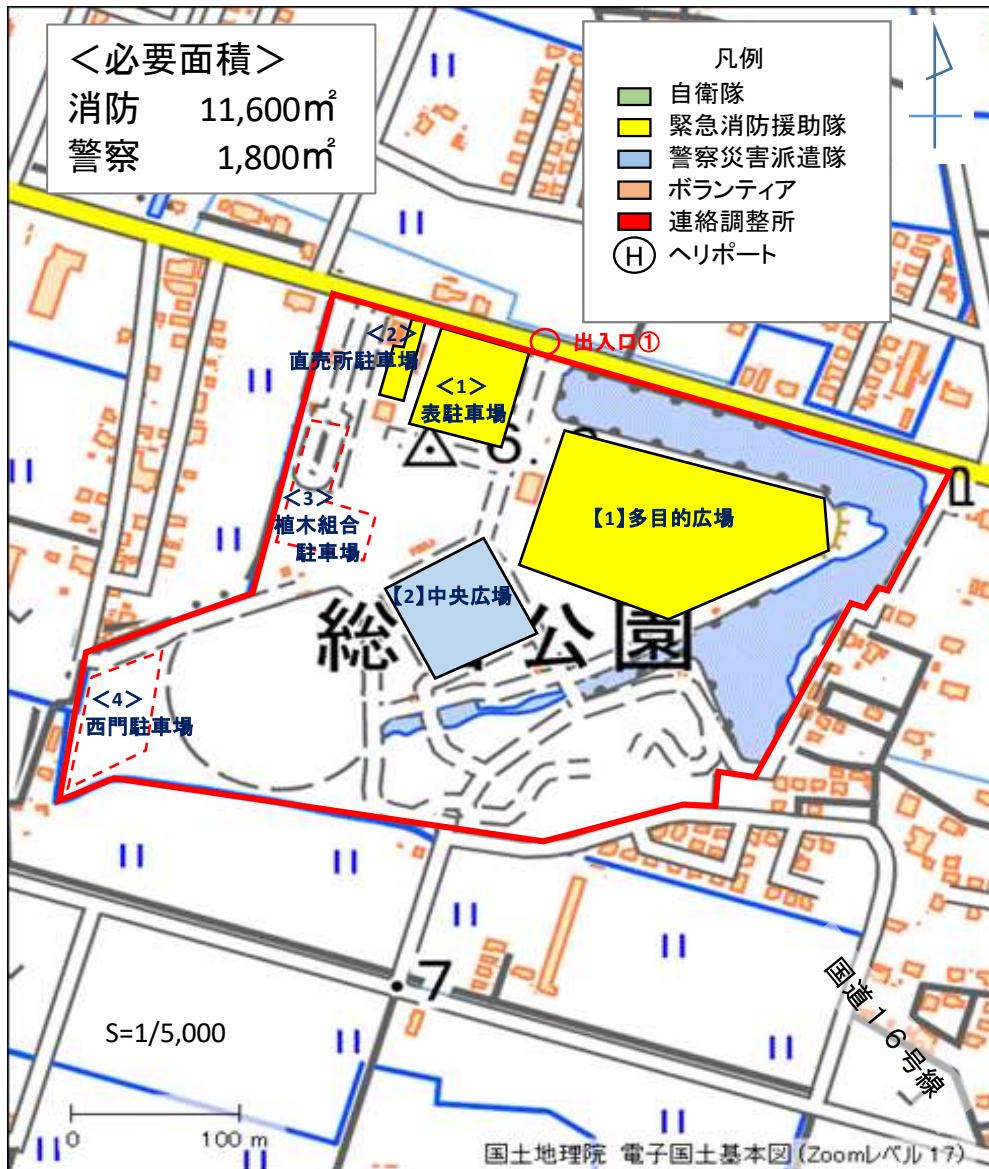 ＜必要面積＞
消防 11,600㎡
警察 1,800㎡
凡例
自衛隊
緊急消防援助隊
警察災害派遣隊
ボランティア
連絡調整所
H ヘリポート
出入口①
＜2＞
直売所駐車場
＜1＞
表駐車場
6.
＜3＞
植木組合
駐車場
【1】多目的広場
【2】中央広場
公園
＜4＞
西門駐車場
.7
国道１６号線
S=1/5,000
0 100 m
国土地理院 電子国土基本図 (Zoomレベル 17)